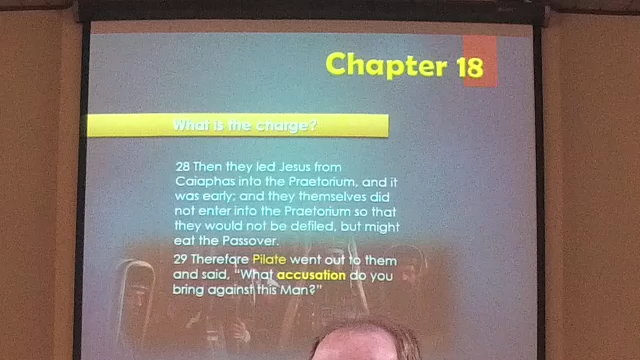 Chapter 18
What is the charge?
28 Then they led Jesus from
Caiaphas into the Praetorium, and it
was early; and they themselves did
not enter into the Praetorium so that
they would not be defiled, but might
eat the Passover.
29 Therefore Pilate went out to them
and said, "What accusation do you
bring against this Man?"